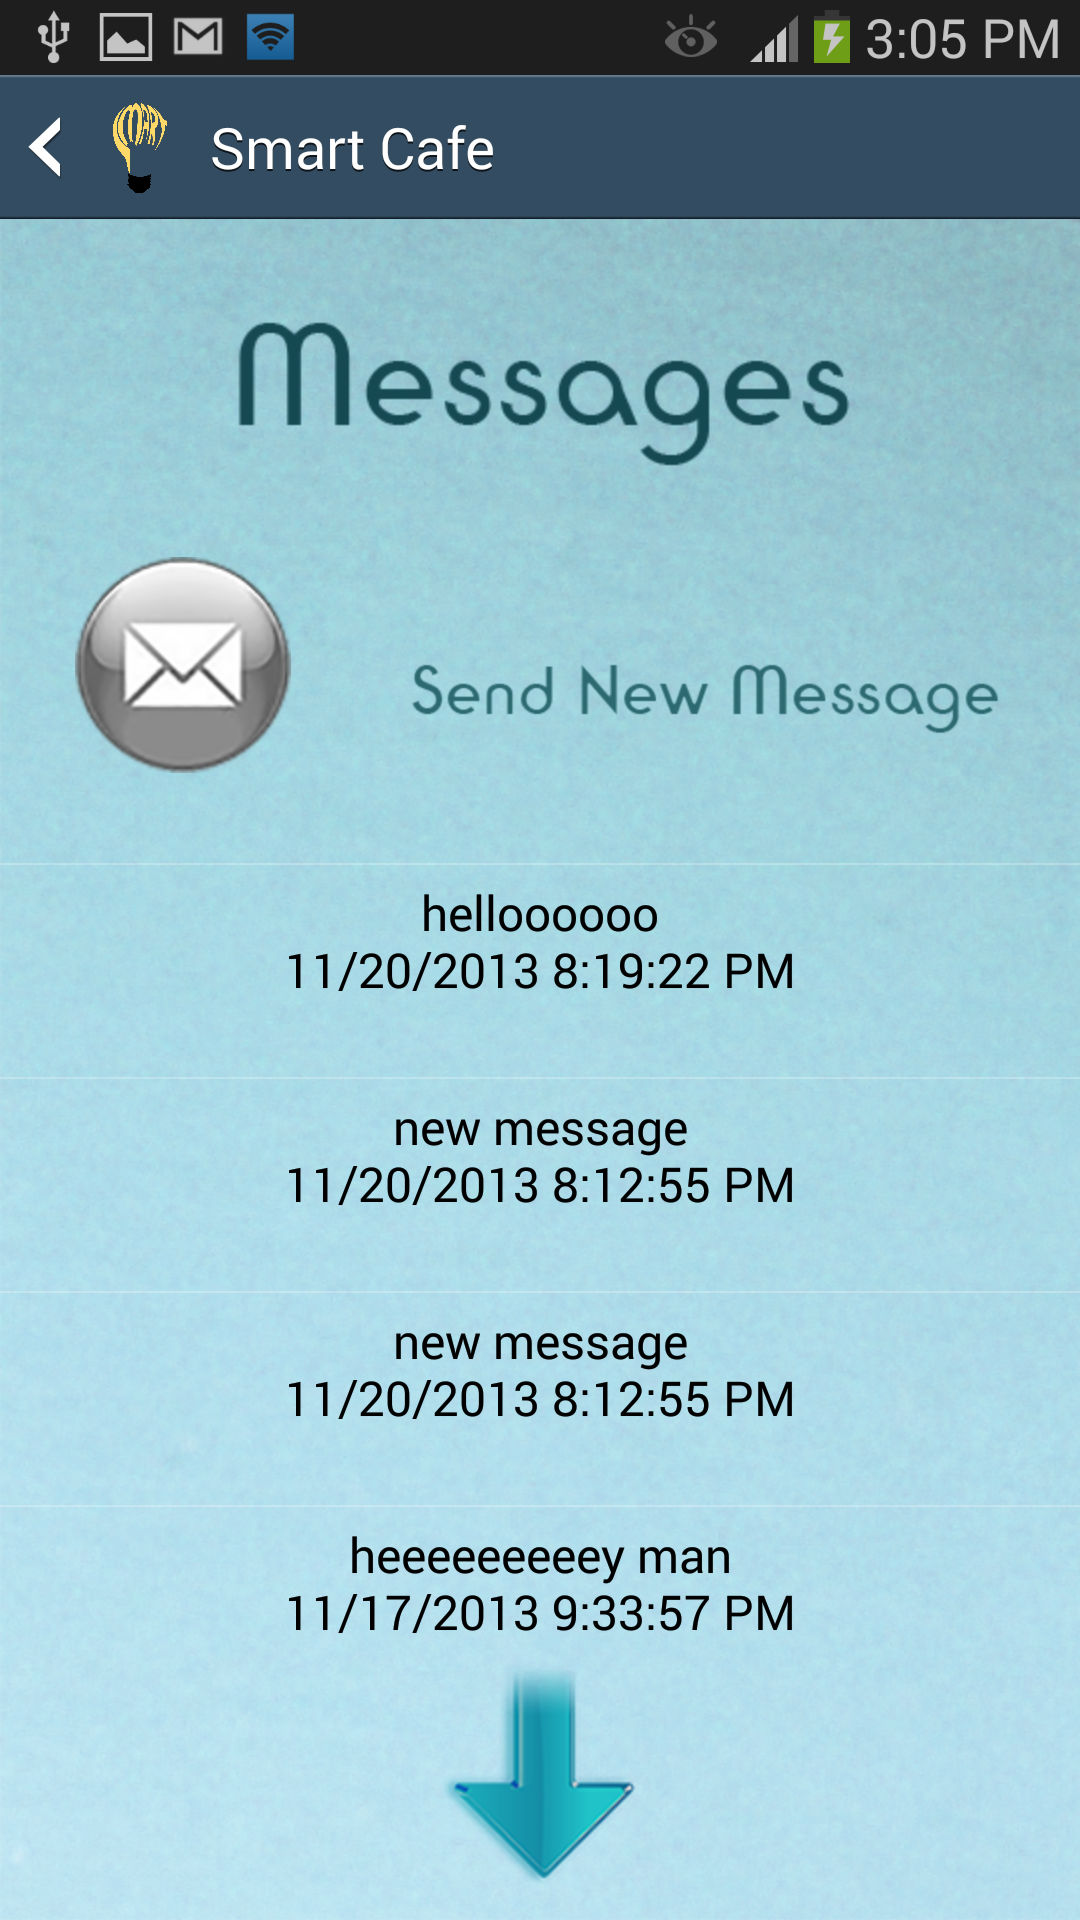 3:05 PM
SMART
Smart Cafe
Messages
Send New Message
helloooooo
11/20/2013 8:19:22 PM
new message
11/20/2013 8:12:55 PM
new message
11/20/2013 8:12:55 PM
heeeeeeeeey man
11/17/2013 9:33:57 PM